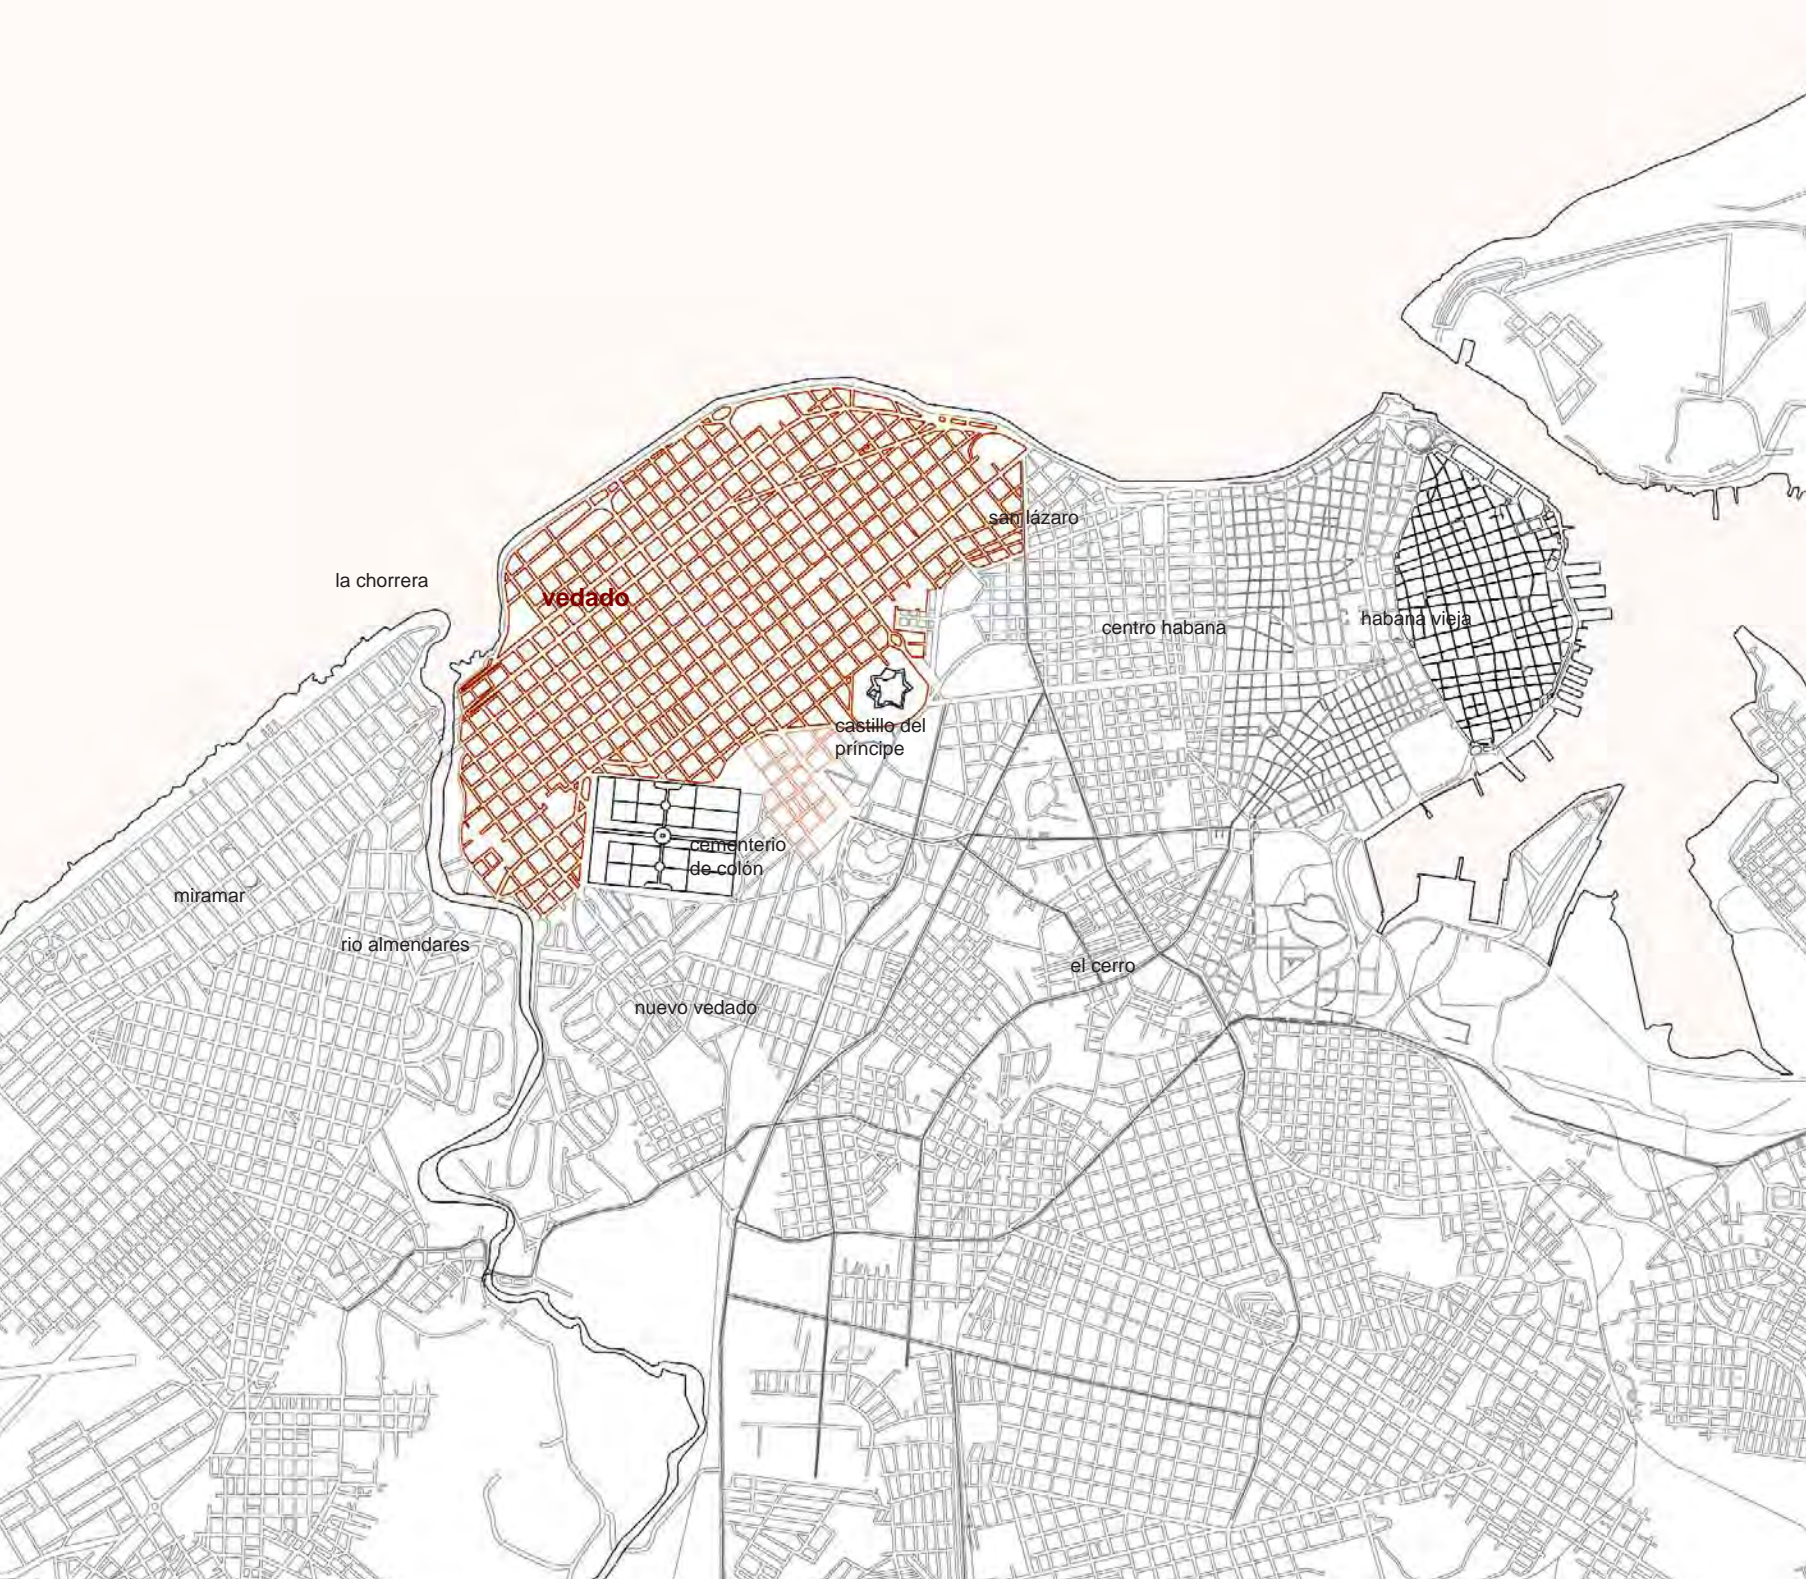 san lázaro
la chorrera
vedado
habana vieja
centro habana
castillo del
príncipe
cementerio
de colón
miramar
rio almendares
el cerro
nuevo vedado